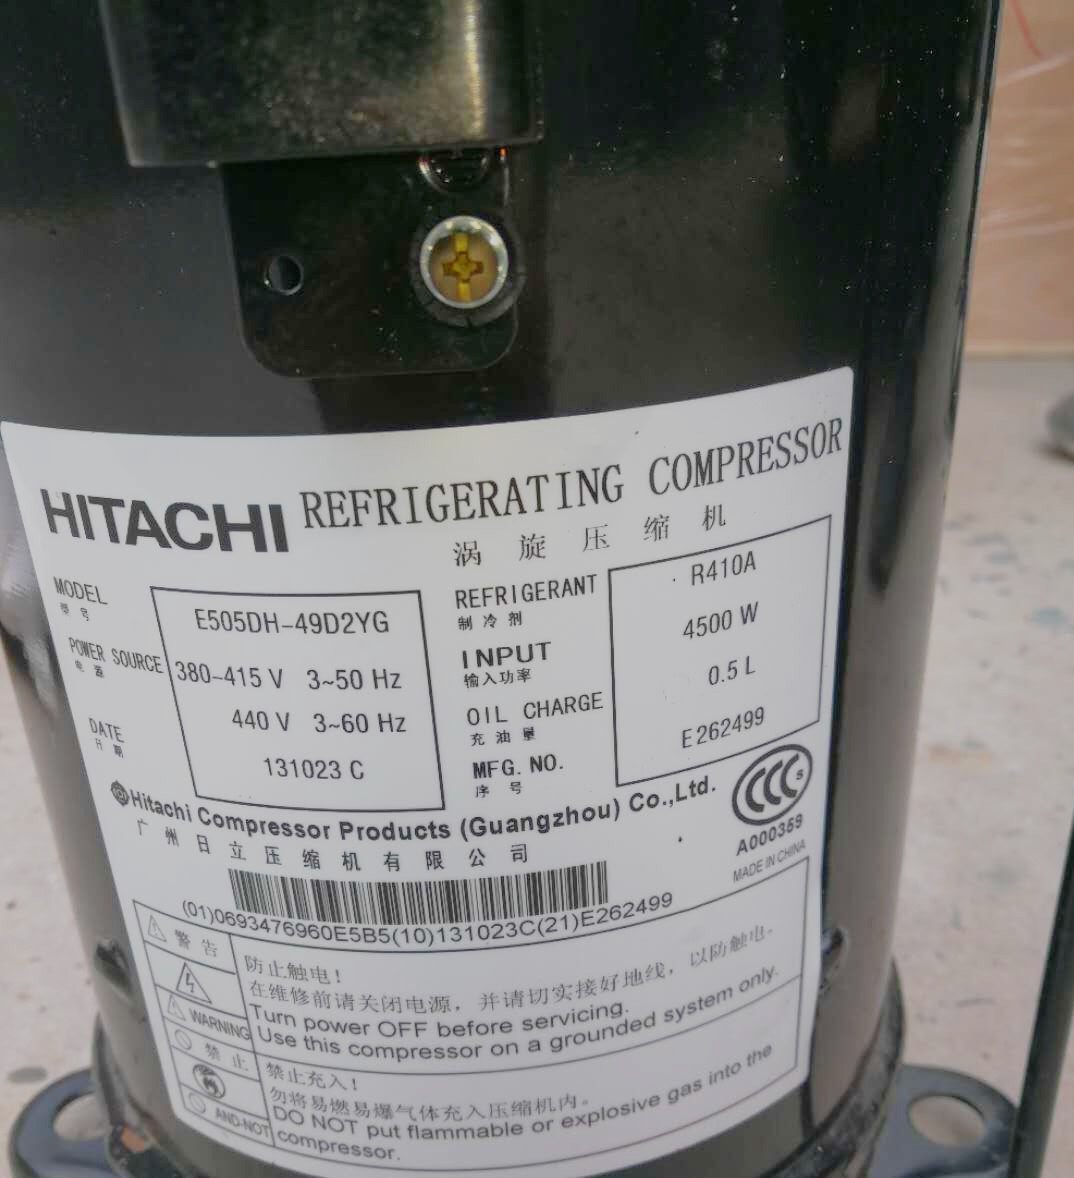 HITACHI REFRIGERATING COMPRESSOR
涡旋压缩机
MODEL
型号
E505DH-49D2YG
POWER SOURCE
电源
380-415 V 3~50 Hz
440 V 3~60 Hz
DATE
日期
131023 C
REFRIGERANT
制冷剂
R410A
INPUT
输入功率
4500 W
OIL CHARGE
充油量
0.5 L
MFG. NO.
序号
E262499
Hitachi Compressor Products (Guangzhou) Co.,Ltd.
广州日立压缩机有限公司
CCC S
A000359
MADE IN CHINA
(01)0693476960E5B5(10)131023C(21)E262499
警告
WARNING
防止触电!
在维修前请关闭电源，并请切实接好地线，以防触电。
Turn power OFF before servicing.
Use this compressor on a grounded system only.
禁止
AND-NOT
禁止充入!
勿将易燃易爆气体充入压缩机内。
DO NOT put flammable or explosive gas into the
compressor.